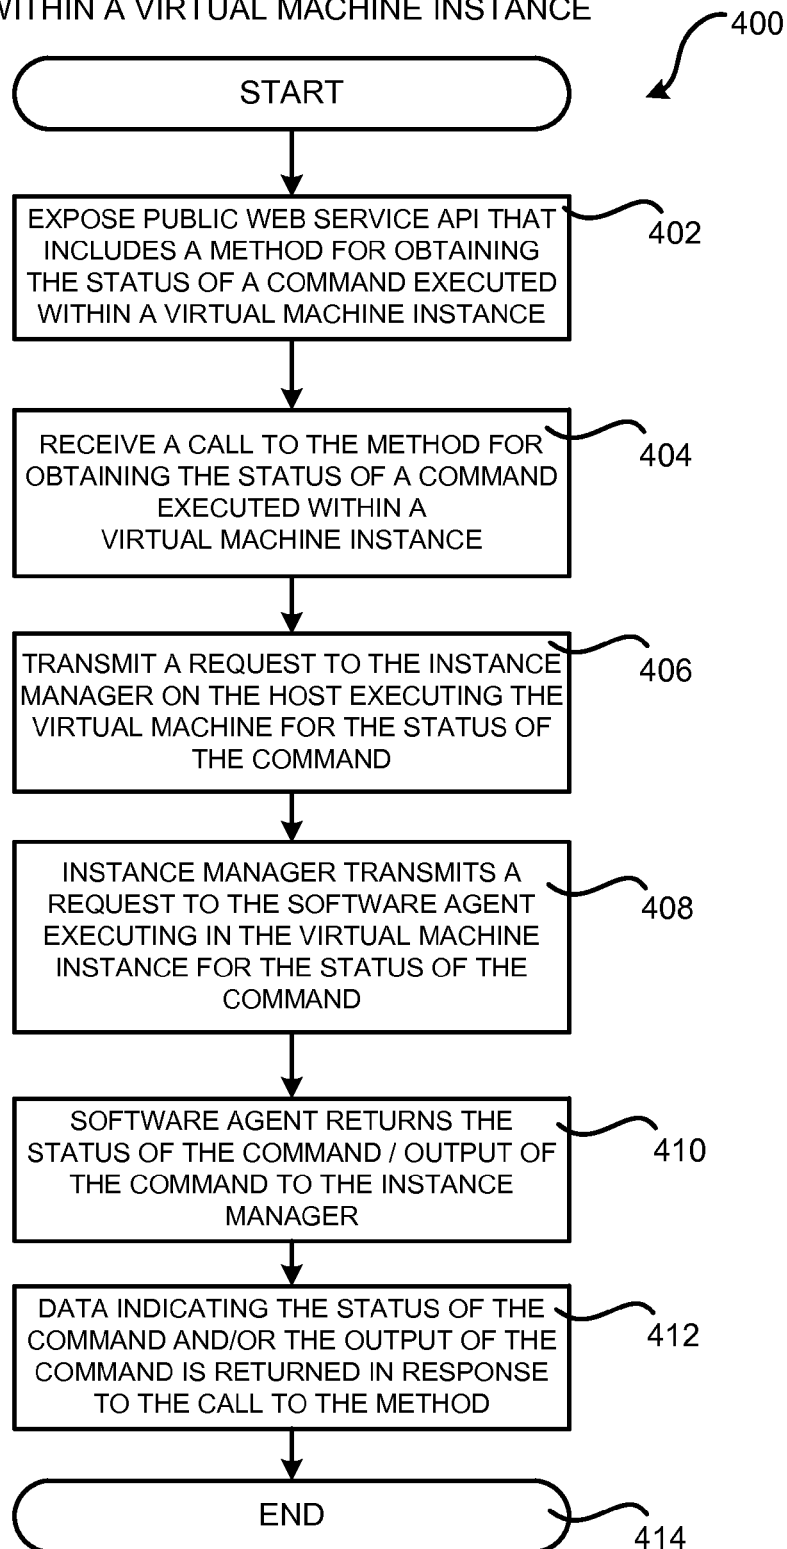 WITHIN A VIRTUAL MACHINE INSTANCE
400
START
EXPOSE PUBLIC WEB SERVICE API THAT
INCLUDES A METHOD FOR OBTAINING
THE STATUS OF A COMMAND EXECUTED
WITHIN A VIRTUAL MACHINE INSTANCE
402
RECEIVE A CALL TO THE METHOD FOR
OBTAINING THE STATUS OF A COMMAND
EXECUTED WITHIN A
VIRTUAL MACHINE INSTANCE
404
TRANSMIT A REQUEST TO THE INSTANCE
MANAGER ON THE HOST EXECUTING THE
VIRTUAL MACHINE FOR THE STATUS OF
THE COMMAND
406
INSTANCE MANAGER TRANSMITS A
REQUEST TO THE SOFTWARE AGENT
EXECUTING IN THE VIRTUAL MACHINE
INSTANCE FOR THE STATUS OF THE
COMMAND
408
SOFTWARE AGENT RETURNS THE
STATUS OF THE COMMAND / OUTPUT OF
THE COMMAND TO THE INSTANCE
MANAGER
410
DATA INDICATING THE STATUS OF THE
COMMAND AND/OR THE OUTPUT OF THE
COMMAND IS RETURNED IN RESPONSE
TO THE CALL TO THE METHOD
412
END
414